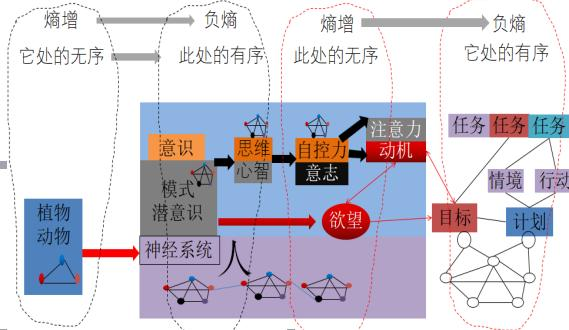 熵增 负熵 熵增 负熵
它处的无序 此处的有序 此处的无序 它处的有序
注意力
任务 任务 任务
意识 思维 自控力 动机
心智 意志
模式
潜意识
情境 行动
植物
动物
欲望 目标 计划
神经系统
人